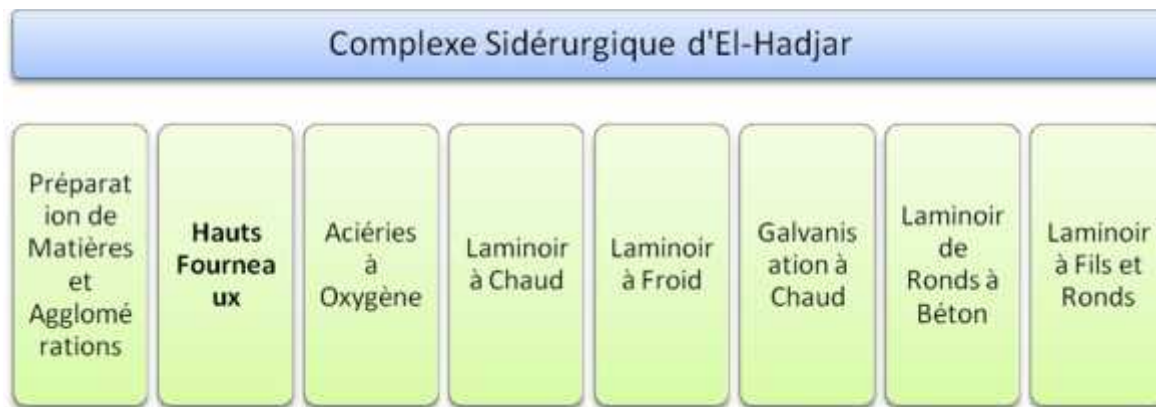 Complexe Sidérurgique d'El-Hadjar
Préparat
ion de
Matières
et
Agglomé
rations
Hauts
Fournea
ux
Aciéries
à
Oxygène
Laminoir
à Chaud
Laminoir
à Froid
Galvanis
ation à
Chaud
Laminoir
de
Ronds à
Béton
Laminoir
à Fils et
Ronds